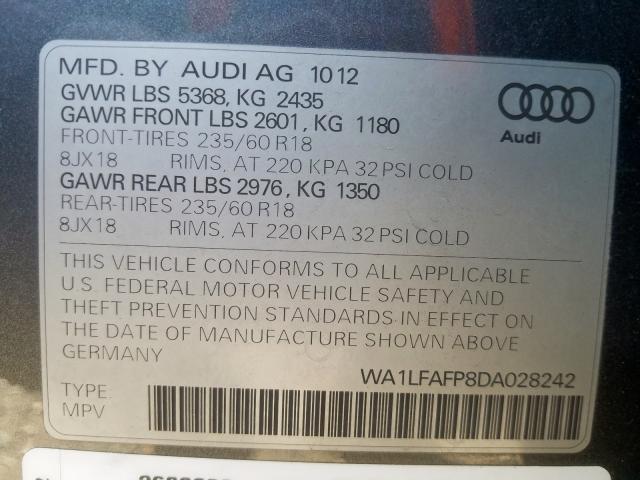 MFD. BY AUDI AG 10 12
GVWR LBS 5368, KG 2435
GAWR FRONT LBS 2601, KG 1180
FRONT-TIRES 235/60 R18
8JX18 RIMS, AT 220 KPA 32 PSI COLD
GAWR REAR LBS 2976, KG 1350
REAR-TIRES 235/60 R18
8JX18 RIMS, AT 220 KPA 32 PSI COLD
Audi
THIS VEHICLE CONFORMS TO ALL APPLICABLE
U.S. FEDERAL MOTOR VEHICLE SAFETY AND
THEFT PREVENTION STANDARDS IN EFFECT ON
THE DATE OF MANUFACTURE SHOWN ABOVE
GERMANY
WA1LFAFP8DA028242
TYPE:
MPV